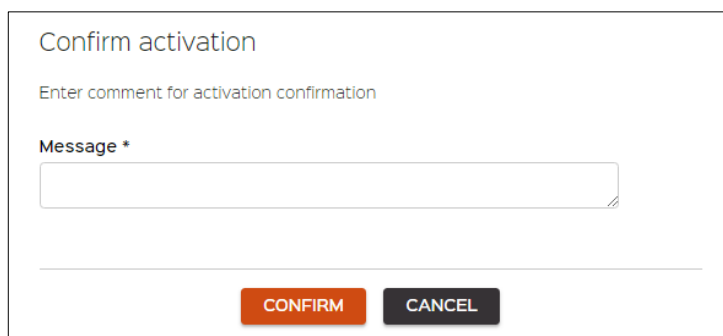 Confirm activation
Enter comment for activation confirmation
Message *
CONFIRM CANCEL